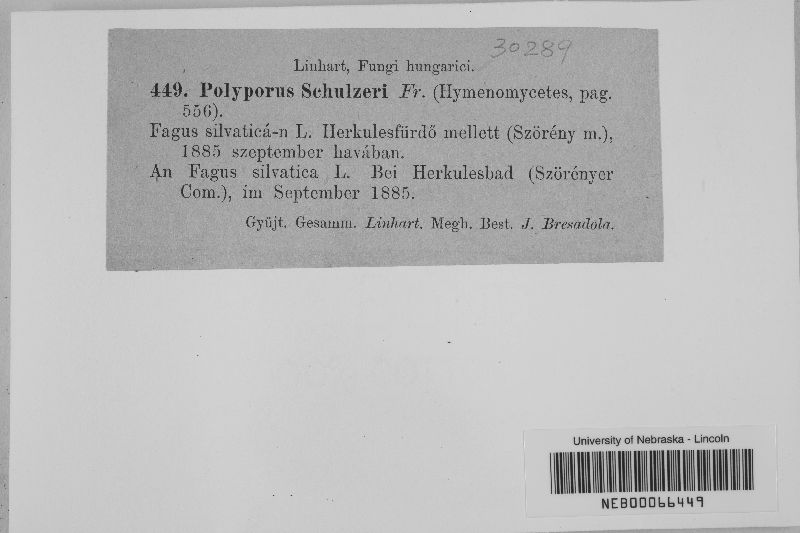 30289
Linhart, Fungi hungarici.
449. Polyporus Schulzeri Fr. (Hymenomycetes, pag.
556).
Fagus silvaticá-n L. Herkulesfürdő mellett (Szörény m.),
1885 szeptember havában.
An Fagus silvatica L. Bei Herkulesbad (Szörényer
Com.), im September 1885.
Gyűjt. Gesamm. Linhart. Megh. Best. J. Bresadola.
University of Nebraska - Lincoln
NEB00066449